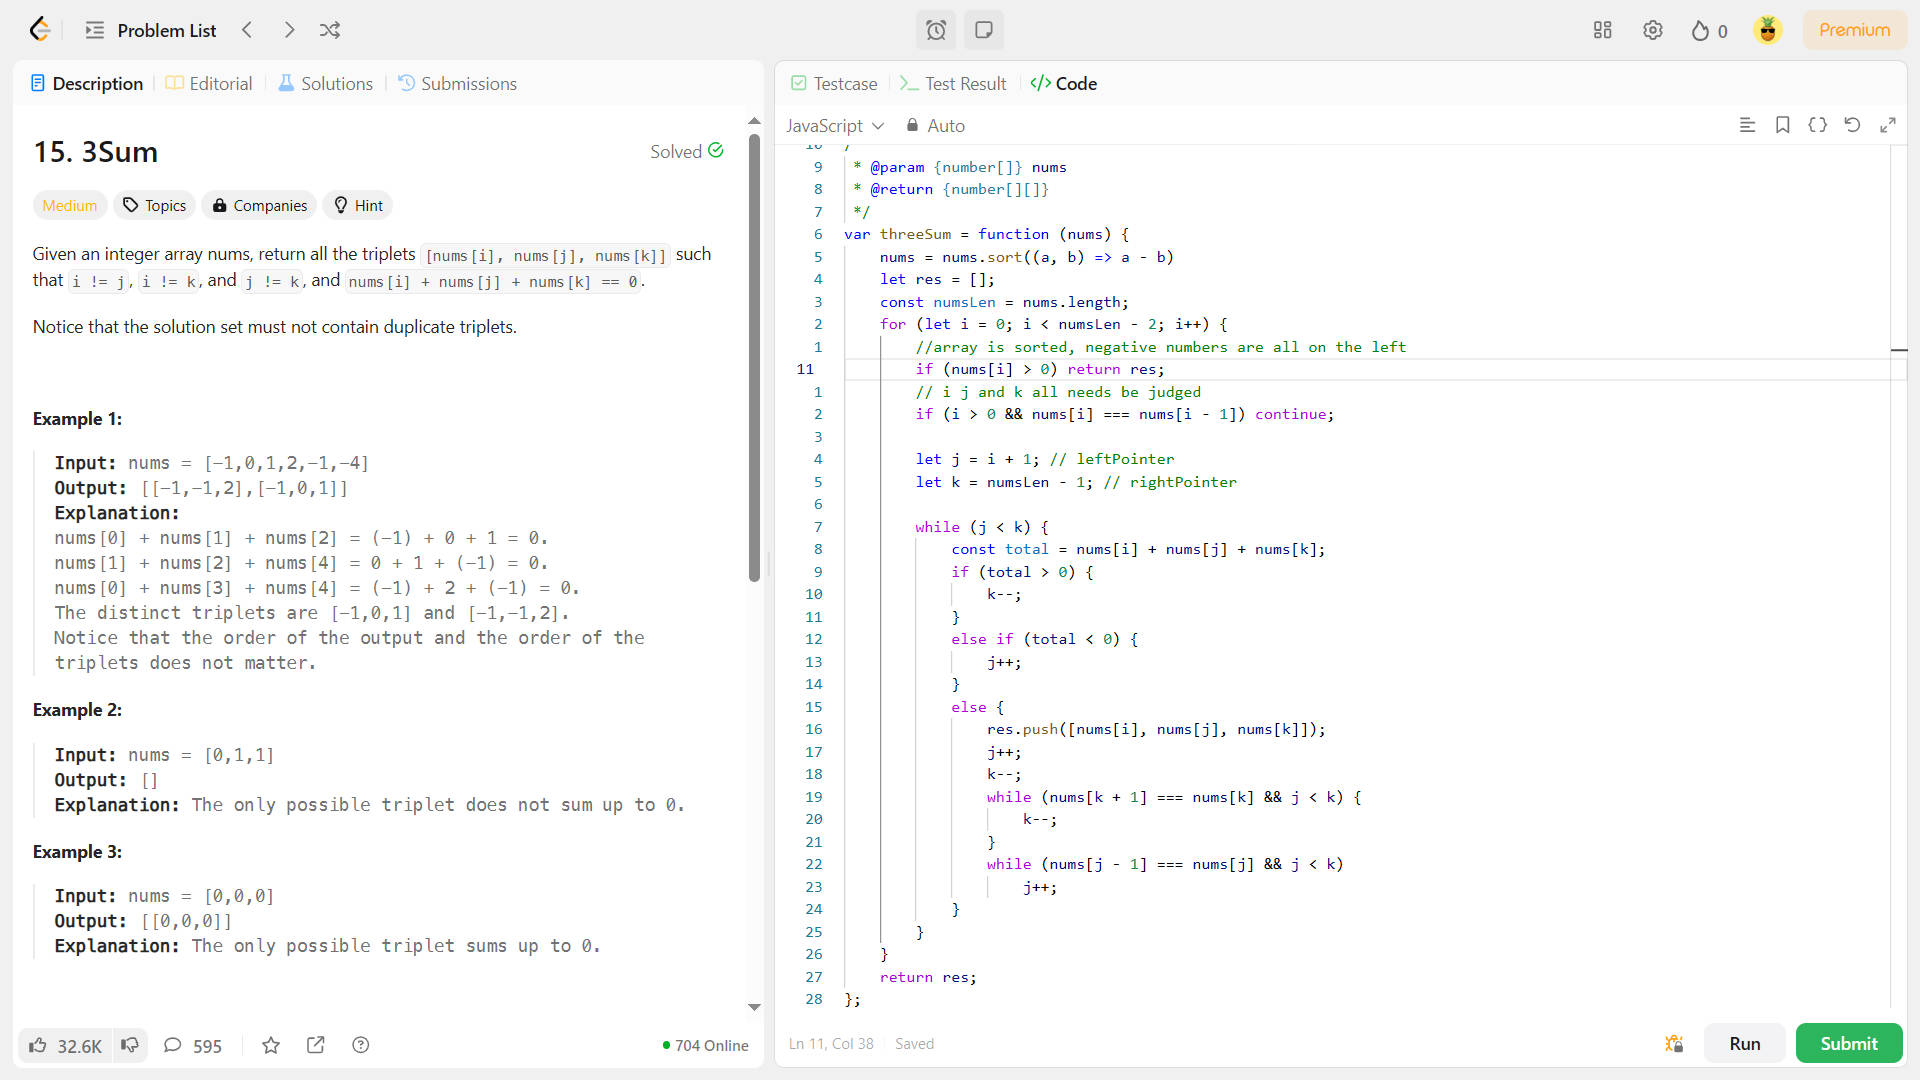 Problem List
0
Premium
Description
Editorial
Solutions
Submissions
15. 3Sum
Solved
Medium
Topics
Companies
Hint
Given an integer array nums, return all the triplets [nums[i], nums[j], nums[k]] such
that i != j, i != k, and j != k, and nums[i] + nums[j] + nums[k] == 0.
Notice that the solution set must not contain duplicate triplets.
Example 1:
Input: nums = [-1,0,1,2,-1,-4]
Output: [[-1,-1,2],[-1,0,1]]
Explanation:
nums[0] + nums[1] + nums[2] = (-1) + 0 + 1 = 0.
nums[1] + nums[2] + nums[4] = 0 + 1 + (-1) = 0.
nums[0] + nums[3] + nums[4] = (-1) + 2 + (-1) = 0.
The distinct triplets are [-1,0,1] and [-1,-1,2].
Notice that the order of the output and the order of the
triplets does not matter.
Example 2:
Input: nums = [0,1,1]
Output: []
Explanation: The only possible triplet does not sum up to 0.
Example 3:
Input: nums = [0,0,0]
Output: [[0,0,0]]
Explanation: The only possible triplet sums up to 0.
32.6K
595
704 Online
Testcase
Test Result
</> Code
JavaScript
Auto
9 * @param {number[]} nums
8 * @return {number[][]}
7 */
6 var threeSum = function (nums) {
5 nums = nums.sort((a, b) => a - b)
4 let res = [];
3 const numsLen = nums.length;
2 for (let i = 0; i < numsLen - 2; i++) {
1 //array is sorted, negative numbers are all on the left
11 if (nums[i] > 0) return res;
1 // i j and k all needs be judged
2 if (i > 0 && nums[i] === nums[i - 1]) continue;
3
4 let j = i + 1; // leftPointer
5 let k = numsLen - 1; // rightPointer
6
7 while (j < k) {
8 const total = nums[i] + nums[j] + nums[k];
9 if (total > 0) {
10 k--;
11 }
12 else if (total < 0) {
13 j++;
14 }
15 else {
16 res.push([nums[i], nums[j], nums[k]]);
17 j++;
18 k--;
19 while (nums[k + 1] === nums[k] && j < k) {
20 k--;
21 }
22 while (nums[j - 1] === nums[j] && j < k)
23 j++;
24 }
25 }
26 }
27 return res;
28 };
Ln 11, Col 38
Saved
Run
Submit